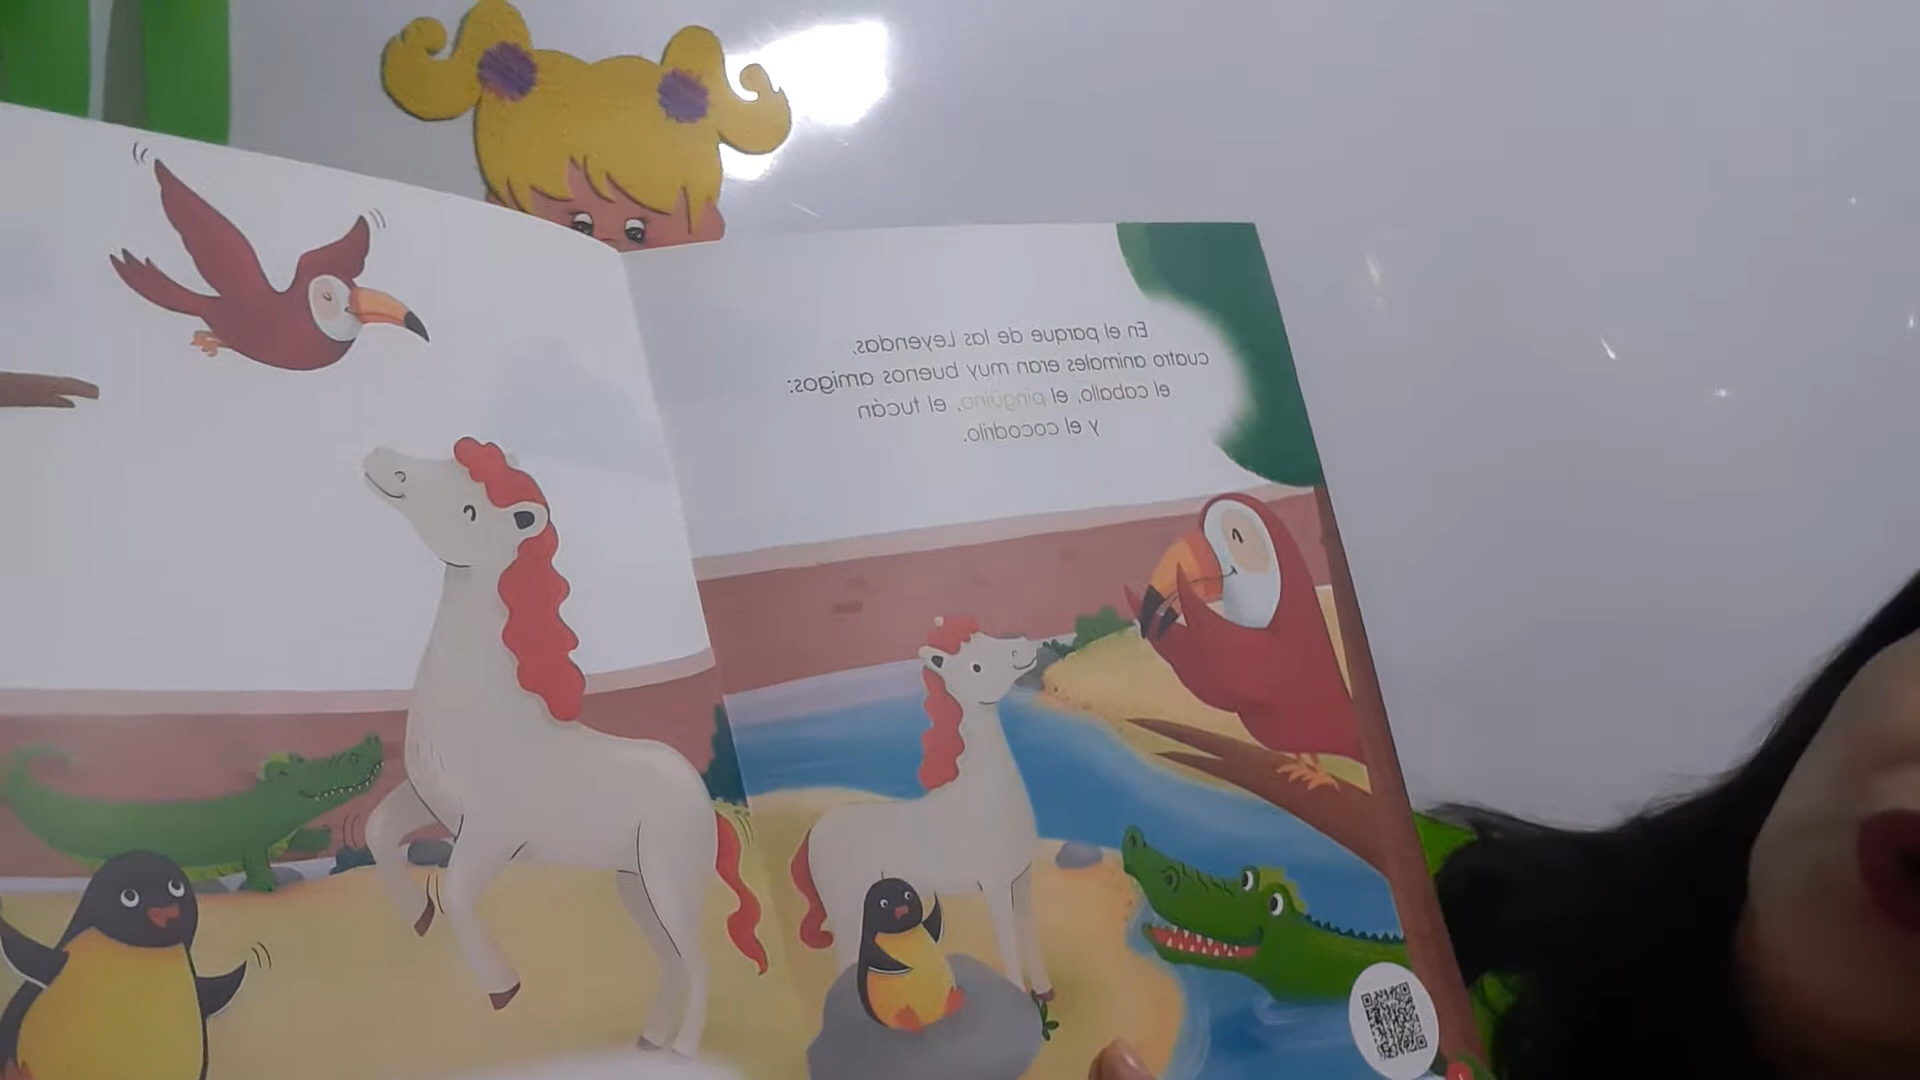 En el parque de las Leyendas,
cuatro animales eran muy buenos amigos:
el caballo, el pingüino, el tucán
y el cocodrilo.